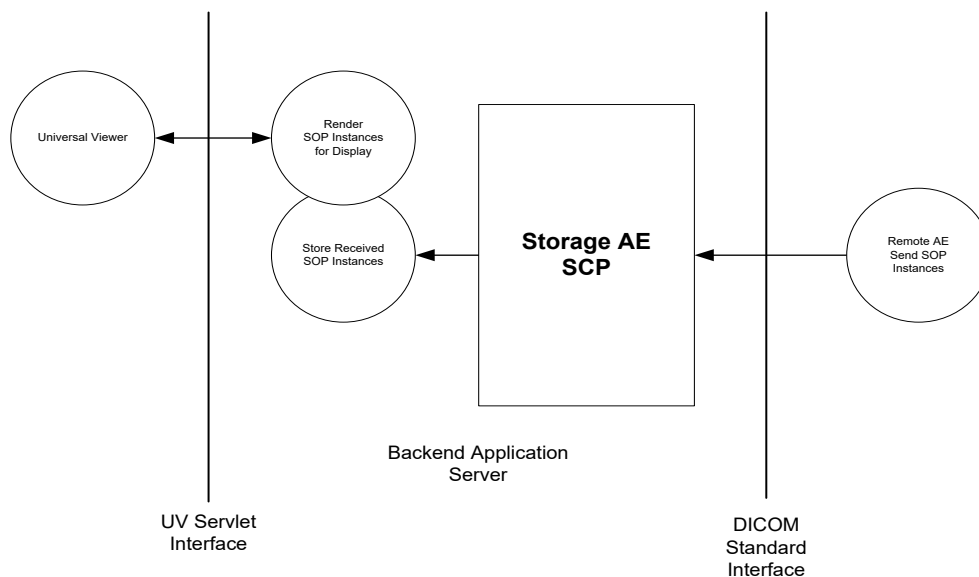 Universal Viewer
Render
SOP Instances
for Display
Store Received
SOP Instances
Storage AE
SCP
Remote AE
Send SOP
Instances
Backend Application
Server
UV Servlet
Interface
DICOM
Standard
Interface